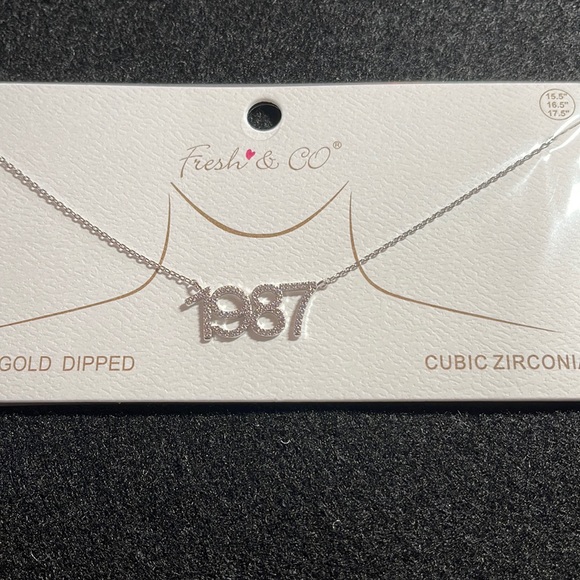 15.5"
16.5"
17.5"
Fresh & CO®
1987
GOLD DIPPED
CUBIC ZIRCONIA